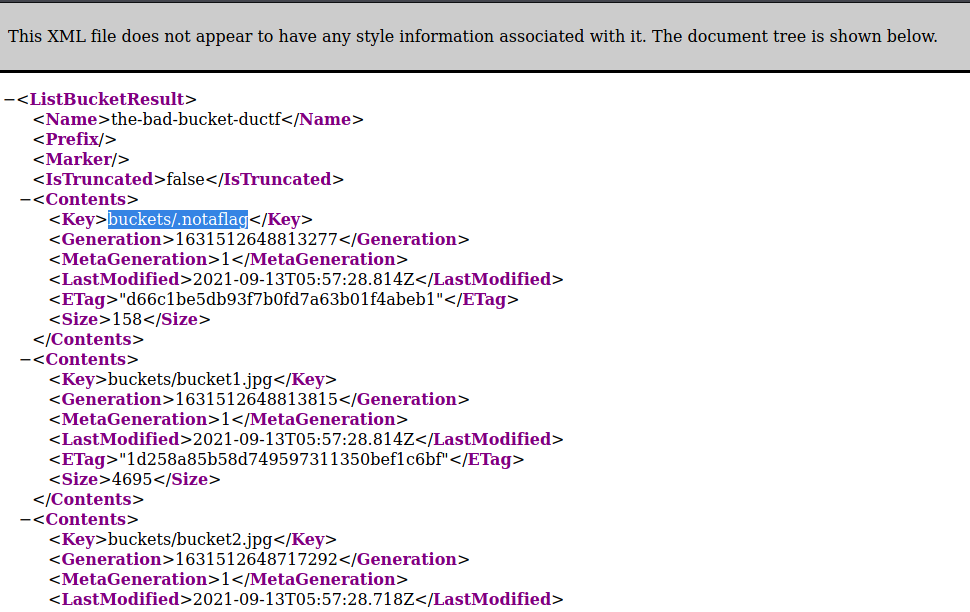 This XML file does not appear to have any style information associated with it. The document tree is shown below.
−<ListBucketResult>
<Name>the-bad-bucket-ductf</Name>
<Prefix/>
<Marker/>
<IsTruncated>false</IsTruncated>
−<Contents>
<Key>buckets/.notaflag</Key>
<Generation>1631512648813277</Generation>
<MetaGeneration>1</MetaGeneration>
<LastModified>2021-09-13T05:57:28.814Z</LastModified>
<ETag>"d66c1be5db93f7b0fd7a63b01f4abeb1"</ETag>
<Size>158</Size>
</Contents>
−<Contents>
<Key>buckets/bucket1.jpg</Key>
<Generation>1631512648813815</Generation>
<MetaGeneration>1</MetaGeneration>
<LastModified>2021-09-13T05:57:28.814Z</LastModified>
<ETag>"1d258a85b58d749597311350bef1c6bf"</ETag>
<Size>4695</Size>
</Contents>
−<Contents>
<Key>buckets/bucket2.jpg</Key>
<Generation>1631512648717292</Generation>
<MetaGeneration>1</MetaGeneration>
<LastModified>2021-09-13T05:57:28.718Z</LastModified>